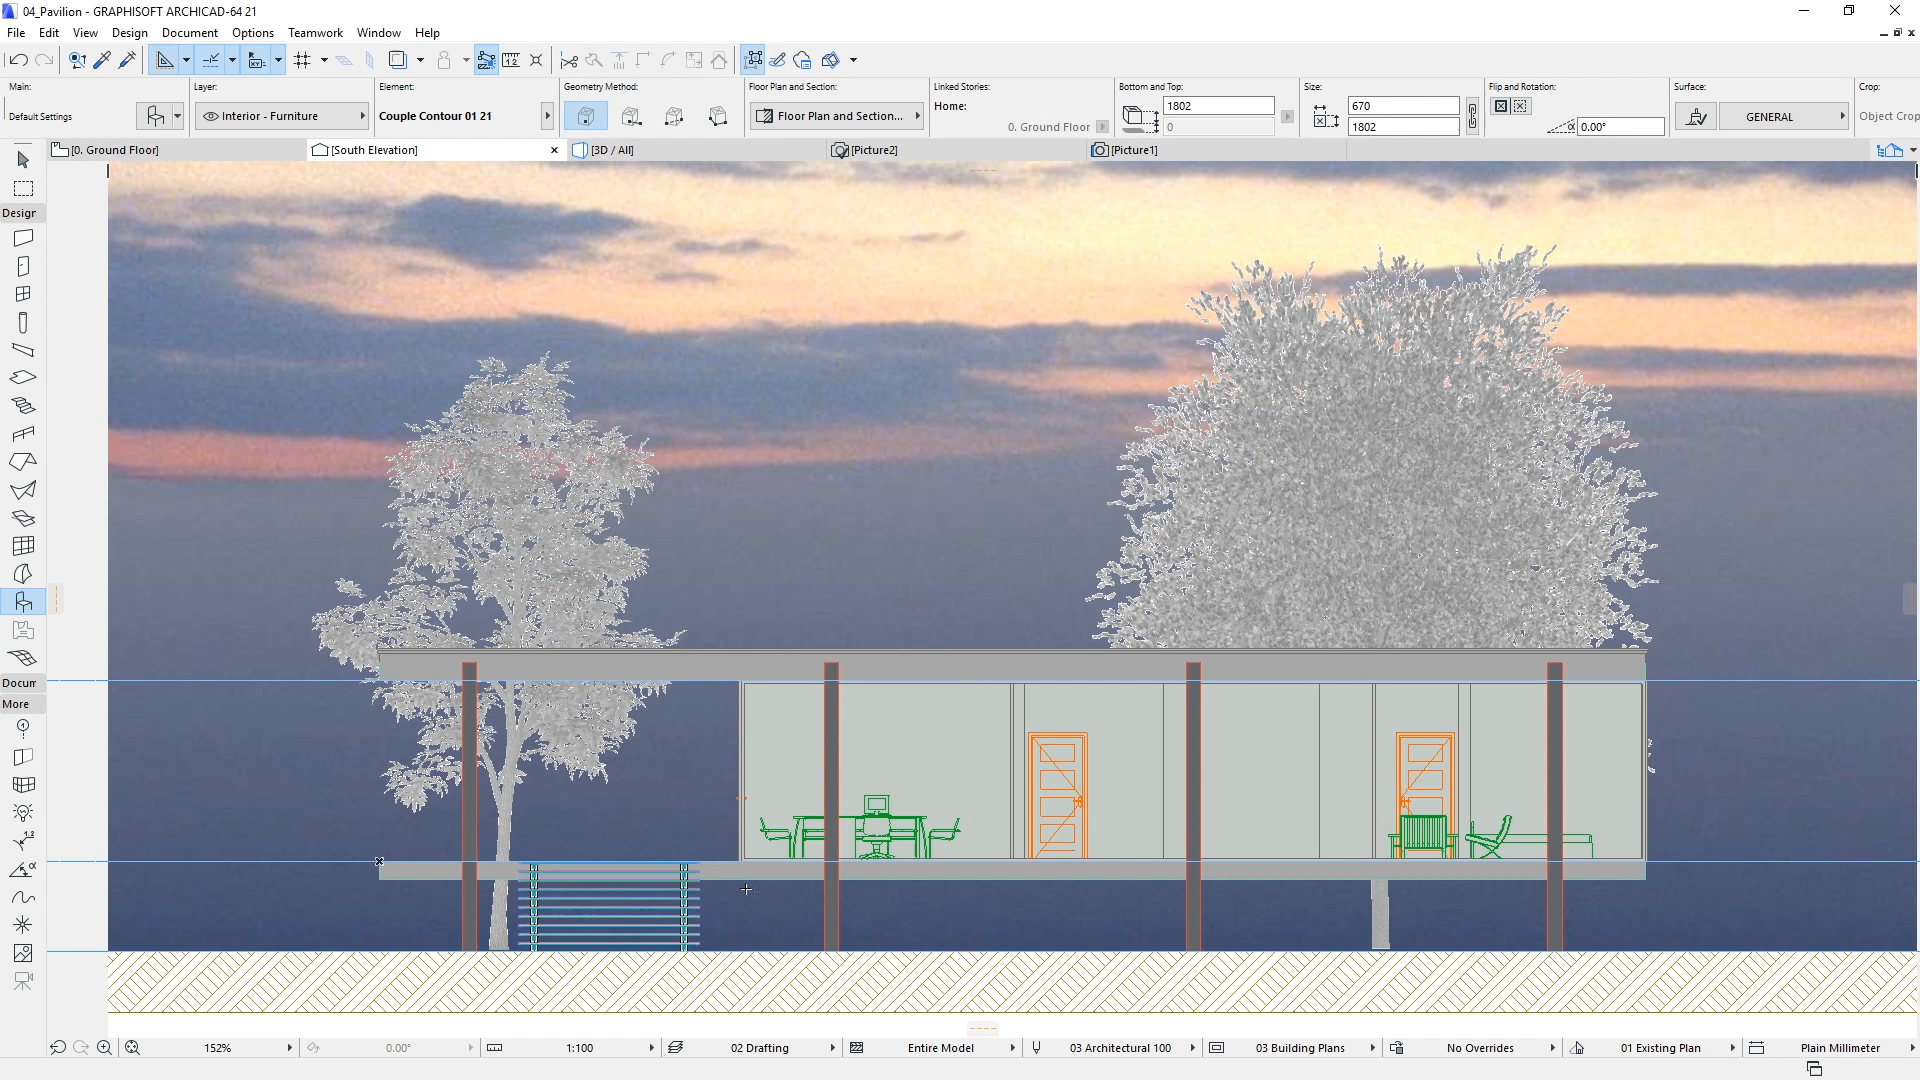 04_Pavilion - GRAPHISOFT ARCHICAD-64 21
File Edit View Design Document Options Teamwork Window Help
Main: Layer: Element: Geometry Method: Floor Plan and Section: Linked Stories: Bottom and Top: Size: Flip and Rotation: Surface: Crop:
Home: 1802 670
Default Settings Interior - Furniture Couple Contour 01 21 Floor Plan and Section... GENERAL Object Crop
0. Ground Floor 0 1802 α 0.00°
[0. Ground Floor] [South Elevation] [3D / All] [Picture2] [Picture1]
Design
Docum
More
1.2
152% 0.00° 1:100 02 Drafting Entire Model 03 Architectural 100 03 Building Plans No Overrides 01 Existing Plan Plain Millimeter